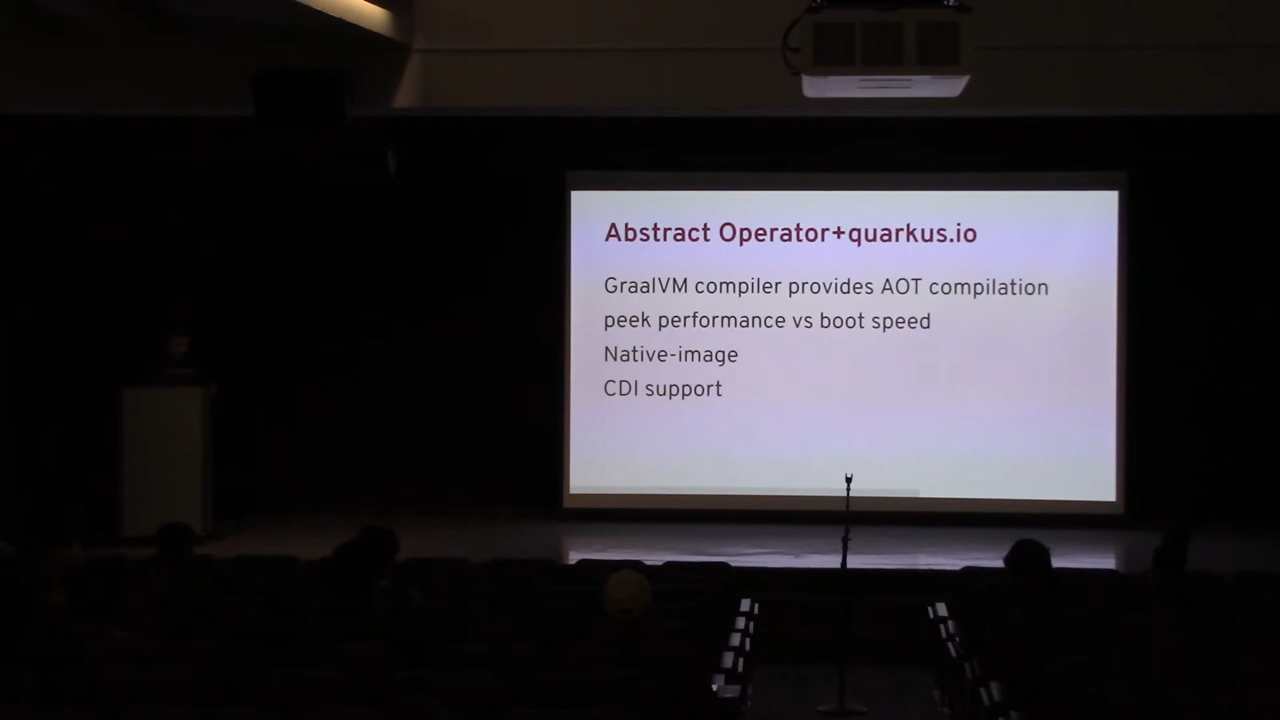 Abstract Operator+quarkus.io
GraalVM compiler provides AOT compilation
peek performance vs boot speed
Native-image
CDI support